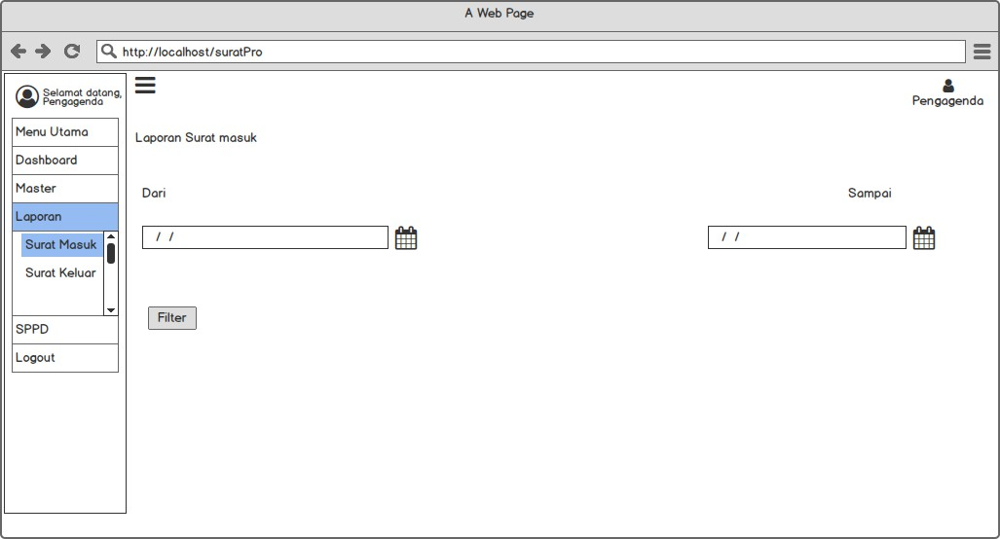 A Web Page
http://localhost/suratPro
Selamat datang,
Pengagenda
Pengagenda
Menu Utama
Dashboard
Master
Laporan
Surat Masuk
Surat Keluar
SPPD
Logout
Laporan Surat masuk
Dari
Sampai
/ /
/ /
Filter